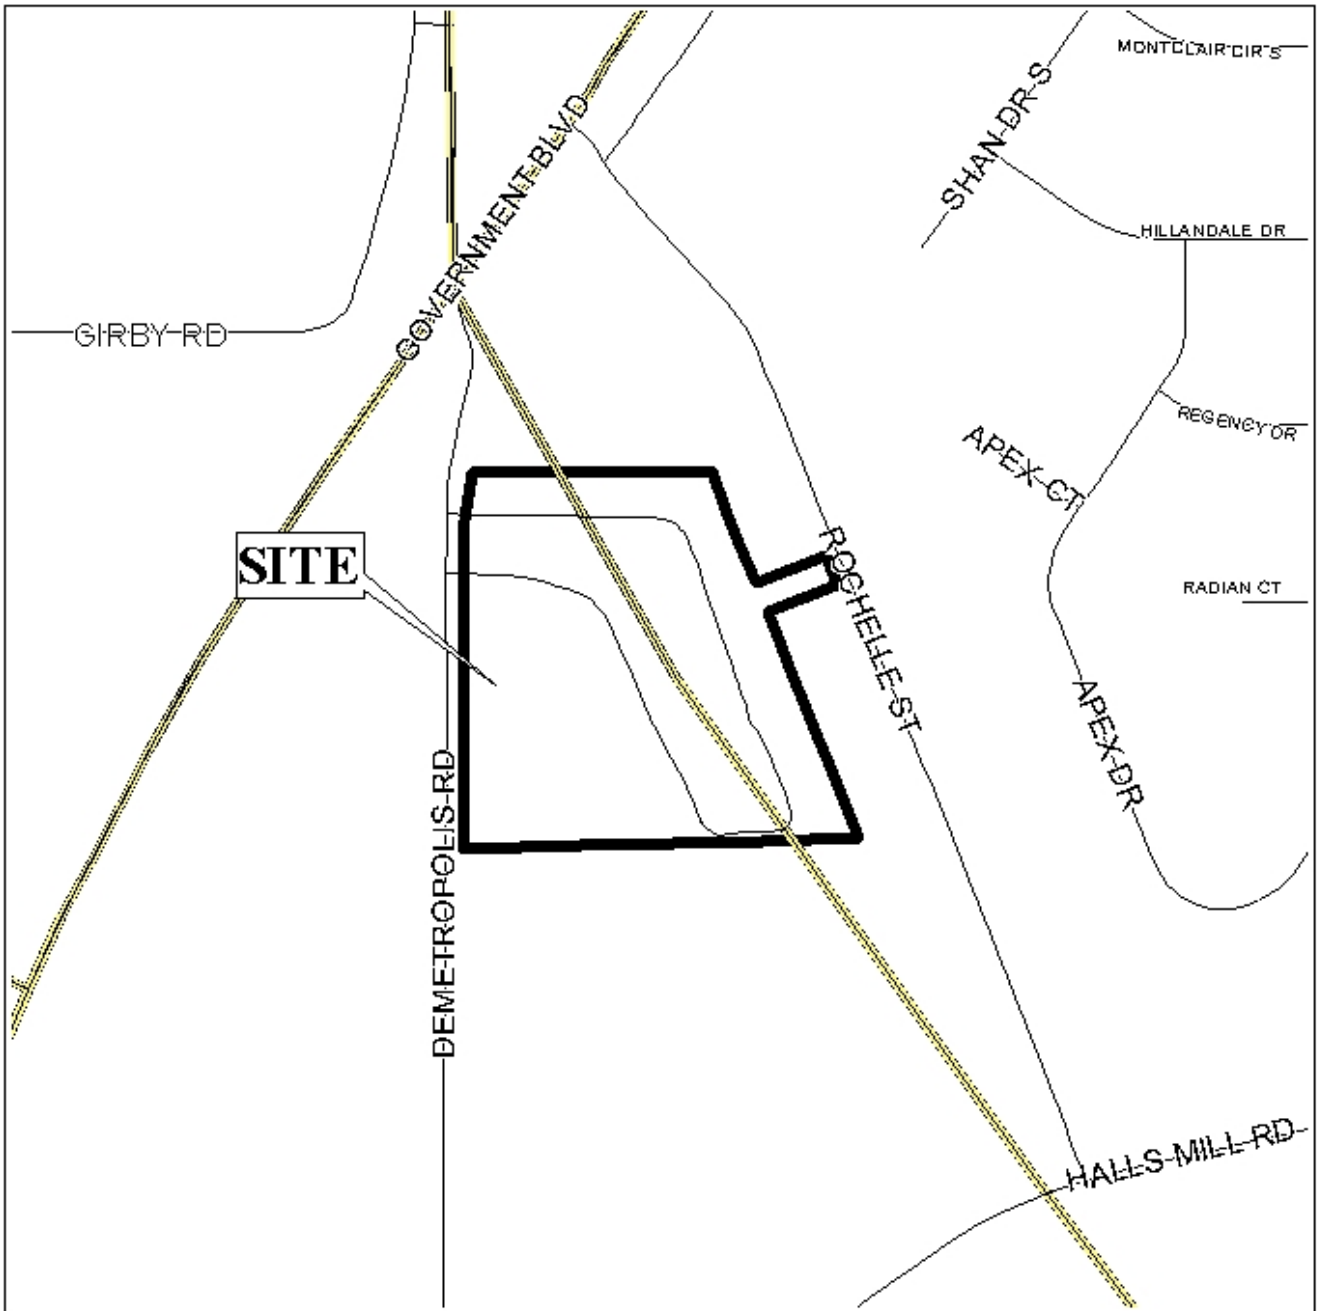 MONTCLAIR CIR S
SHAN DR S
GOVERNMENT BLVD
HILLANDALE DR
GIRBY RD
REGENCY DR
APEX CT
SITE
ROCHELLE ST
RADIAN CT
APEX DR
DEMETROPOLIS RD
HALLS MILL RD